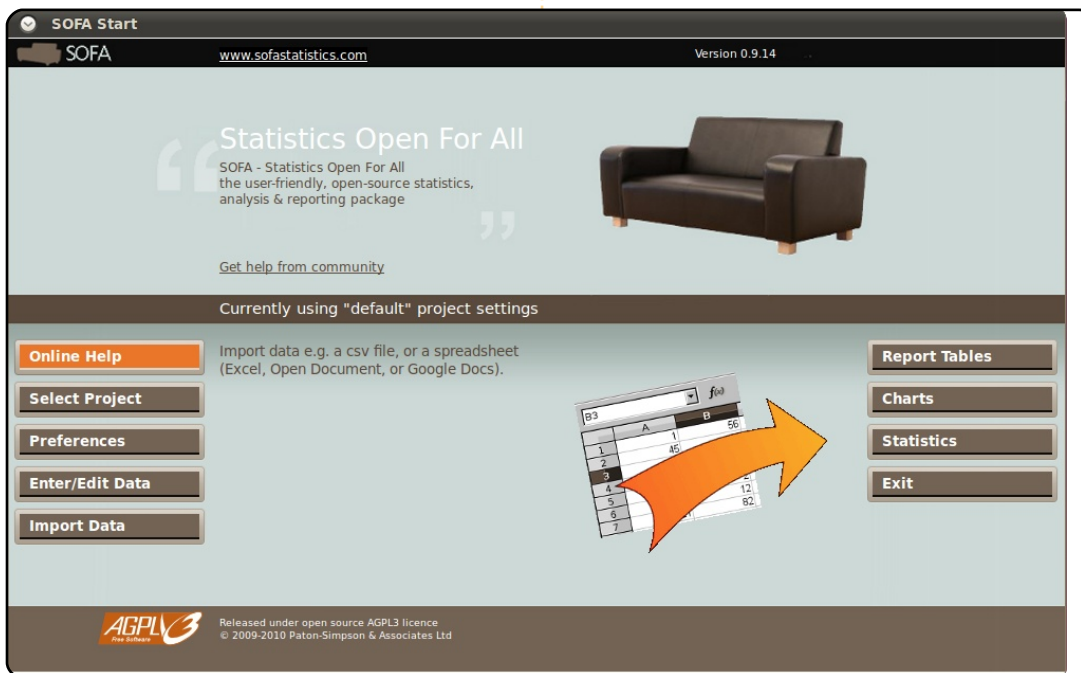 SOFA Start
SOFA
www.sofastatistics.com
Version 0.9.14
“
Statistics Open For All
SOFA - Statistics Open For All
the user-friendly, open-source statistics,
analysis & reporting package
”
Get help from community
Currently using "default" project settings
Online Help
Select Project
Preferences
Enter/Edit Data
Import Data
Import data e.g. a csv file, or a spreadsheet
(Excel, Open Document, or Google Docs).
B3 f(x)
A B
1 1 56
2 45
3
4
5 12
6 82
7
Report Tables
Charts
Statistics
Exit
AGPL v3
Free Software
Released under open source AGPL3 licence
© 2009-2010 Paton-Simpson & Associates Ltd